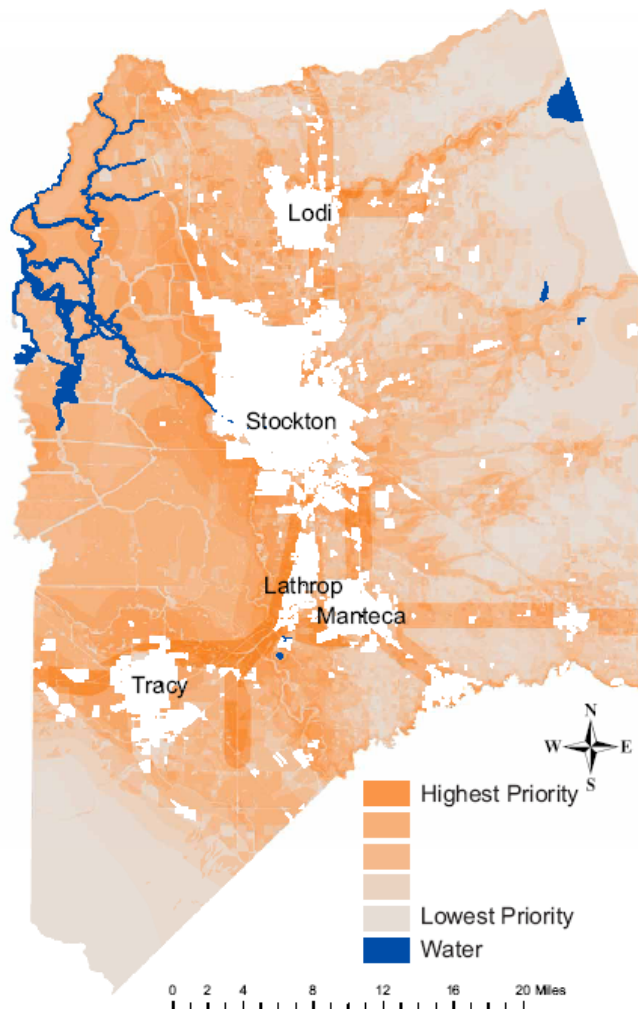 Lodi
Stockton
Lathrop
Manteca
Tracy
N
W E
S
Highest Priority
Lowest Priority
Water
0 2 4 8 12 16 20 Miles